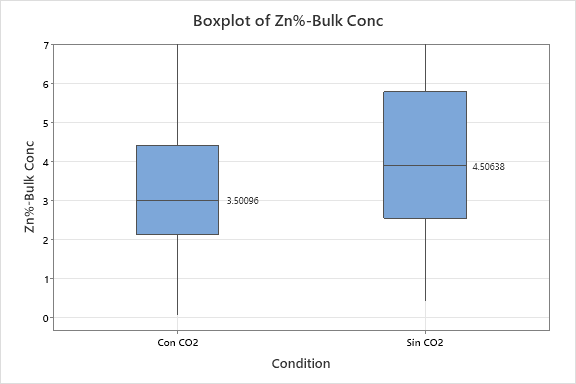 Boxplot of Zn%-Bulk Conc
7
6
5
4
3
2
1
0
Zn%-Bulk Conc
3.50096
4.50638
Con CO2
Sin CO2
Condition